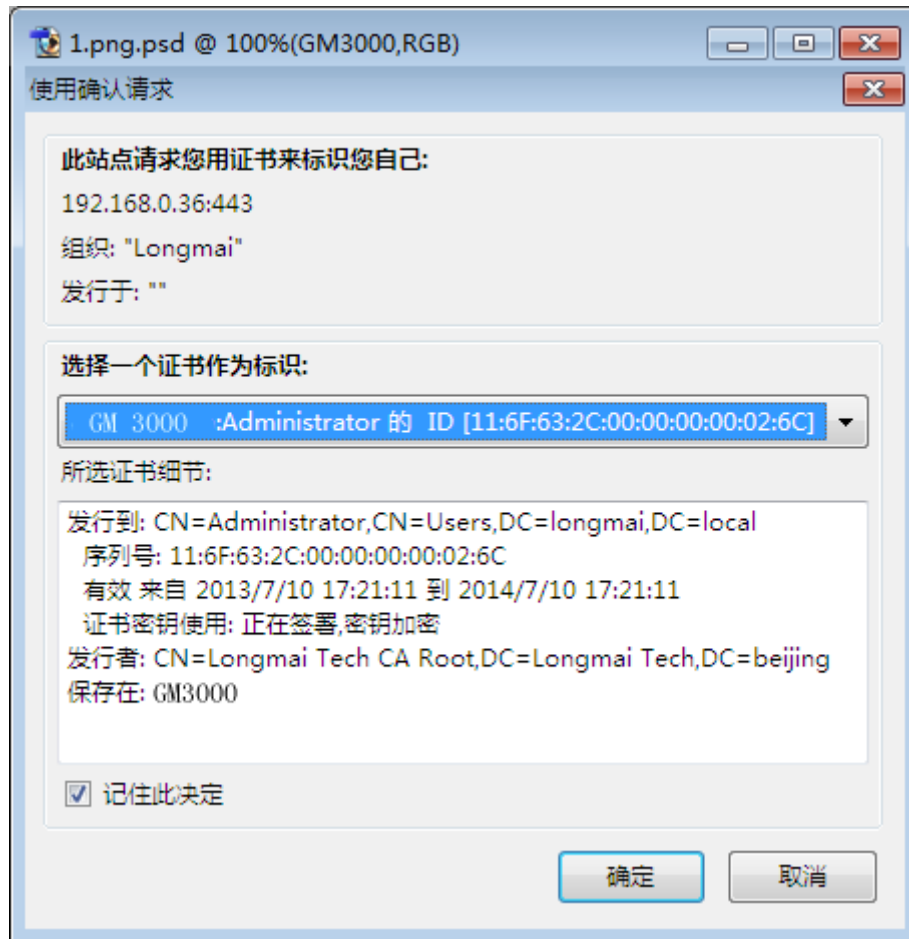 1.png.psd @ 100%(GM3000,RGB)
使用确认请求
此站点请求您用证书来标识您自己:
192.168.0.36:443
组织: "Longmai"
发行于: ""
选择一个证书作为标识:
GM 3000 :Administrator 的 ID [11:6F:63:2C:00:00:00:00:02:6C]
所选证书细节:
发行到: CN=Administrator,CN=Users,DC=longmai,DC=local
序列号: 11:6F:63:2C:00:00:00:00:02:6C
有效 来自 2013/7/10 17:21:11 到 2014/7/10 17:21:11
证书密钥使用: 正在签署,密钥加密
发行者: CN=Longmai Tech CA Root,DC=Longmai Tech,DC=beijing
保存在: GM3000
记住此决定
确定
取消